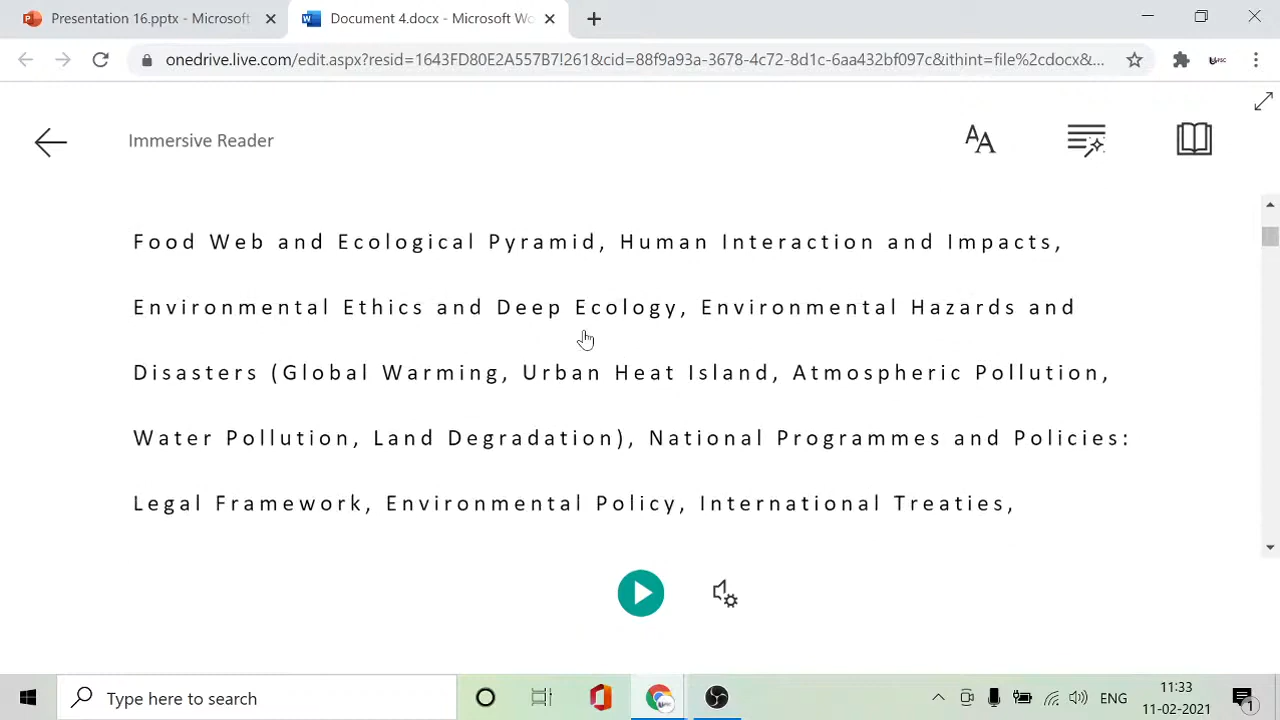 Presentation 16.pptx - Microsoft
Document 4.docx - Microsoft Wo
onedrive.live.com/edit.aspx?resid=1643FD80E2A557B7!261&cid=88f9a93a-3678-4c72-8d1c-6aa432bf097c&ithint=file%2cdocx&...
Immersive Reader
Food Web and Ecological Pyramid, Human Interaction and Impacts,
Environmental Ethics and Deep Ecology, Environmental Hazards and
Disasters (Global Warming, Urban Heat Island, Atmospheric Pollution,
Water Pollution, Land Degradation), National Programmes and Policies:
Legal Framework, Environmental Policy, International Treaties,
Type here to search
ENG
11:33
11-02-2021
1